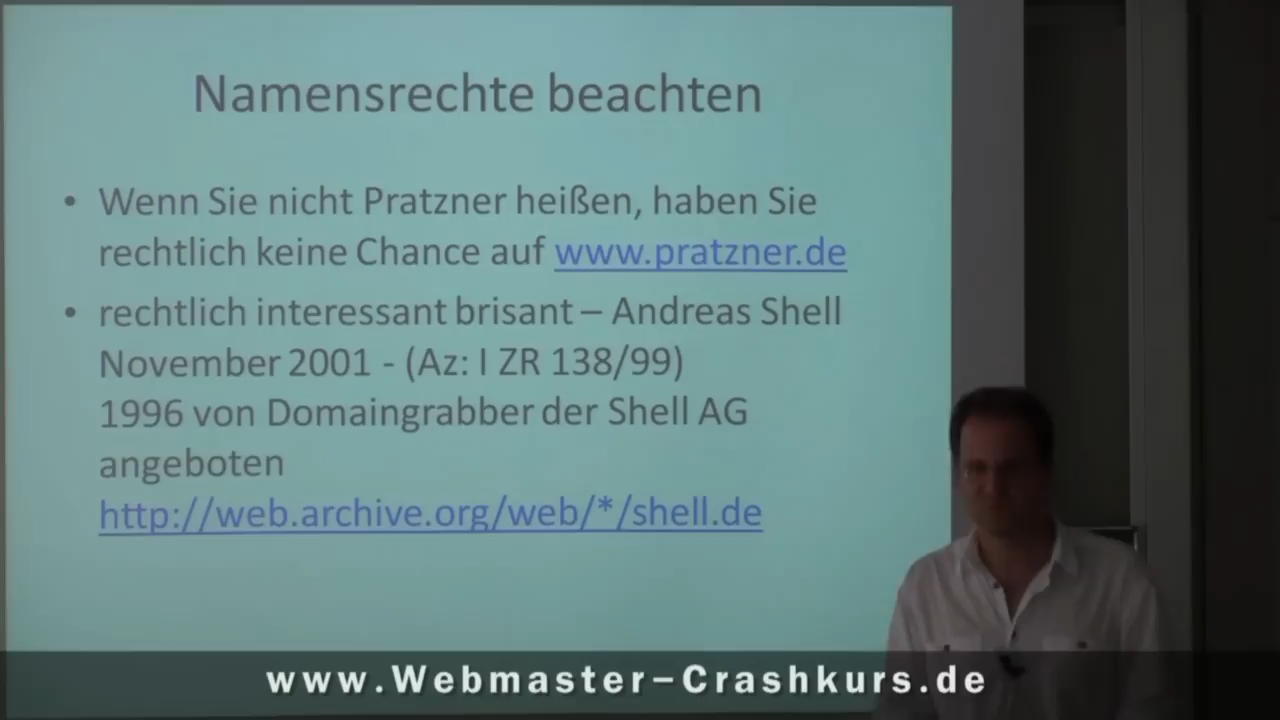 Namensrechte beachten
• Wenn Sie nicht Pratzner heißen, haben Sie
rechtlich keine Chance auf www.pratzner.de
• rechtlich interessant brisant – Andreas Shell
November 2001 - (Az: I ZR 138/99)
1996 von Domaingrabber der Shell AG
angeboten
http://web.archive.org/web/*/shell.de
www.Webmaster-Crashkurs.de